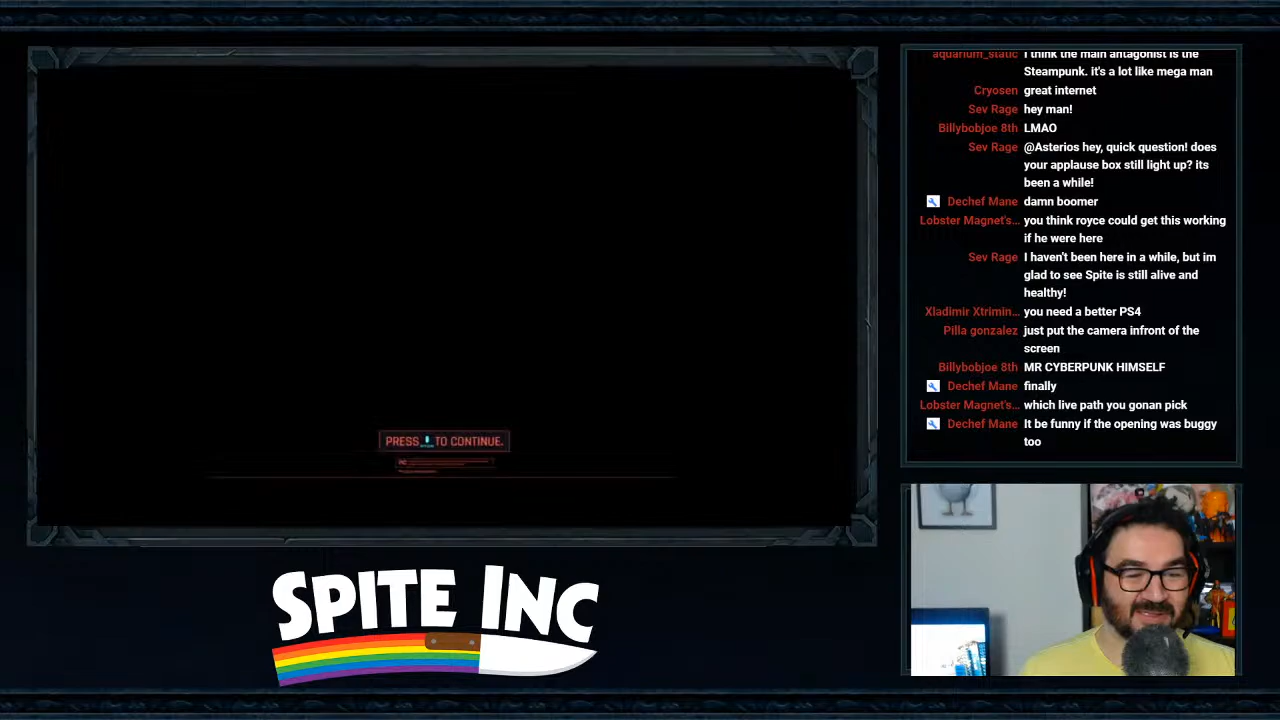 PRESS TO CONTINUE.
SPITE INC
aquarium_static I think the main antagonist is the
Steampunk. it's a lot like mega man
Cryosen great internet
Sev Rage hey man!
Billybobjoe 8th LMAO
Sev Rage @Asterios hey, quick question! does
your applause box still light up? its
been a while!
Dechef Mane damn boomer
Lobster Magnet's... you think royce could get this working
if he were here
Sev Rage I haven't been here in a while, but im
glad to see Spite is still alive and
healthy!
Xladimir Xtrimin... you need a better PS4
Pilla gonzalez just put the camera infront of the
screen
Billybobjoe 8th MR CYBERPUNK HIMSELF
Dechef Mane finally
Lobster Magnet's... which live path you gonan pick
Dechef Mane It be funny if the opening was buggy
too